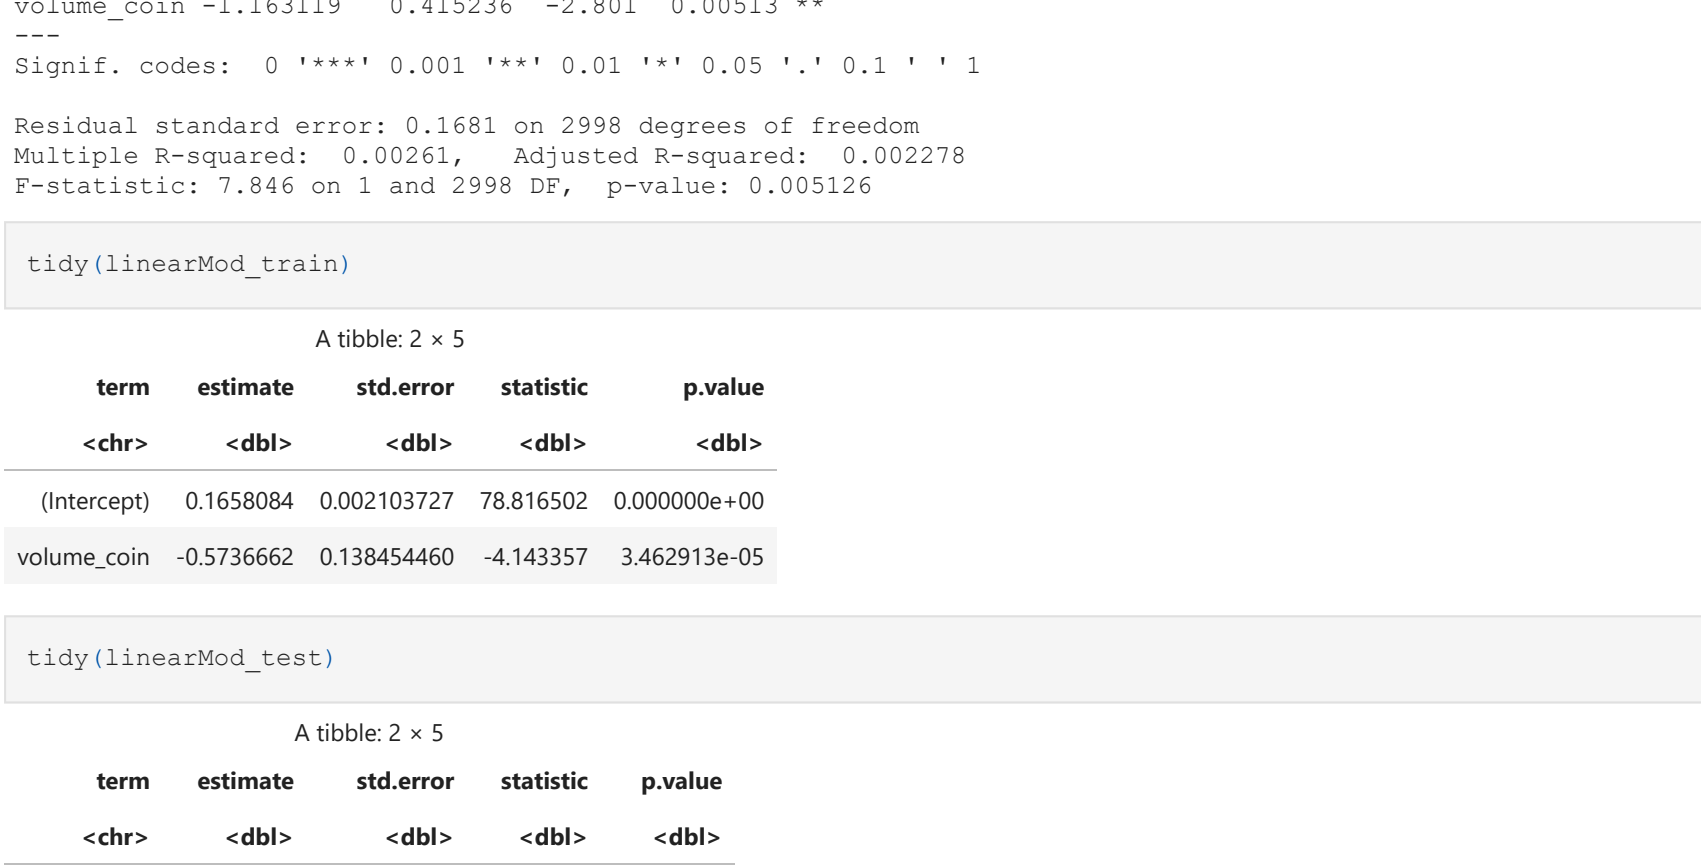 volume_coin -1.163119   0.415236  -2.801  0.00513 **
---
Signif. codes:  0 '***' 0.001 '**' 0.01 '*' 0.05 '.' 0.1 ' ' 1
Residual standard error: 0.1681 on 2998 degrees of freedom
Multiple R-squared:  0.00261,   Adjusted R-squared:  0.002278
F-statistic: 7.846 on 1 and 2998 DF,  p-value: 0.005126
tidy(linearMod_train)
A tibble: 2 × 5
term estimate std.error statistic p.value
<chr> <dbl> <dbl> <dbl> <dbl>
(Intercept) 0.1658084 0.002103727 78.816502 0.000000e+00
volume_coin -0.5736662 0.138454460 -4.143357 3.462913e-05
tidy(linearMod_test)
A tibble: 2 × 5
term estimate std.error statistic p.value
<chr> <dbl> <dbl> <dbl> <dbl>